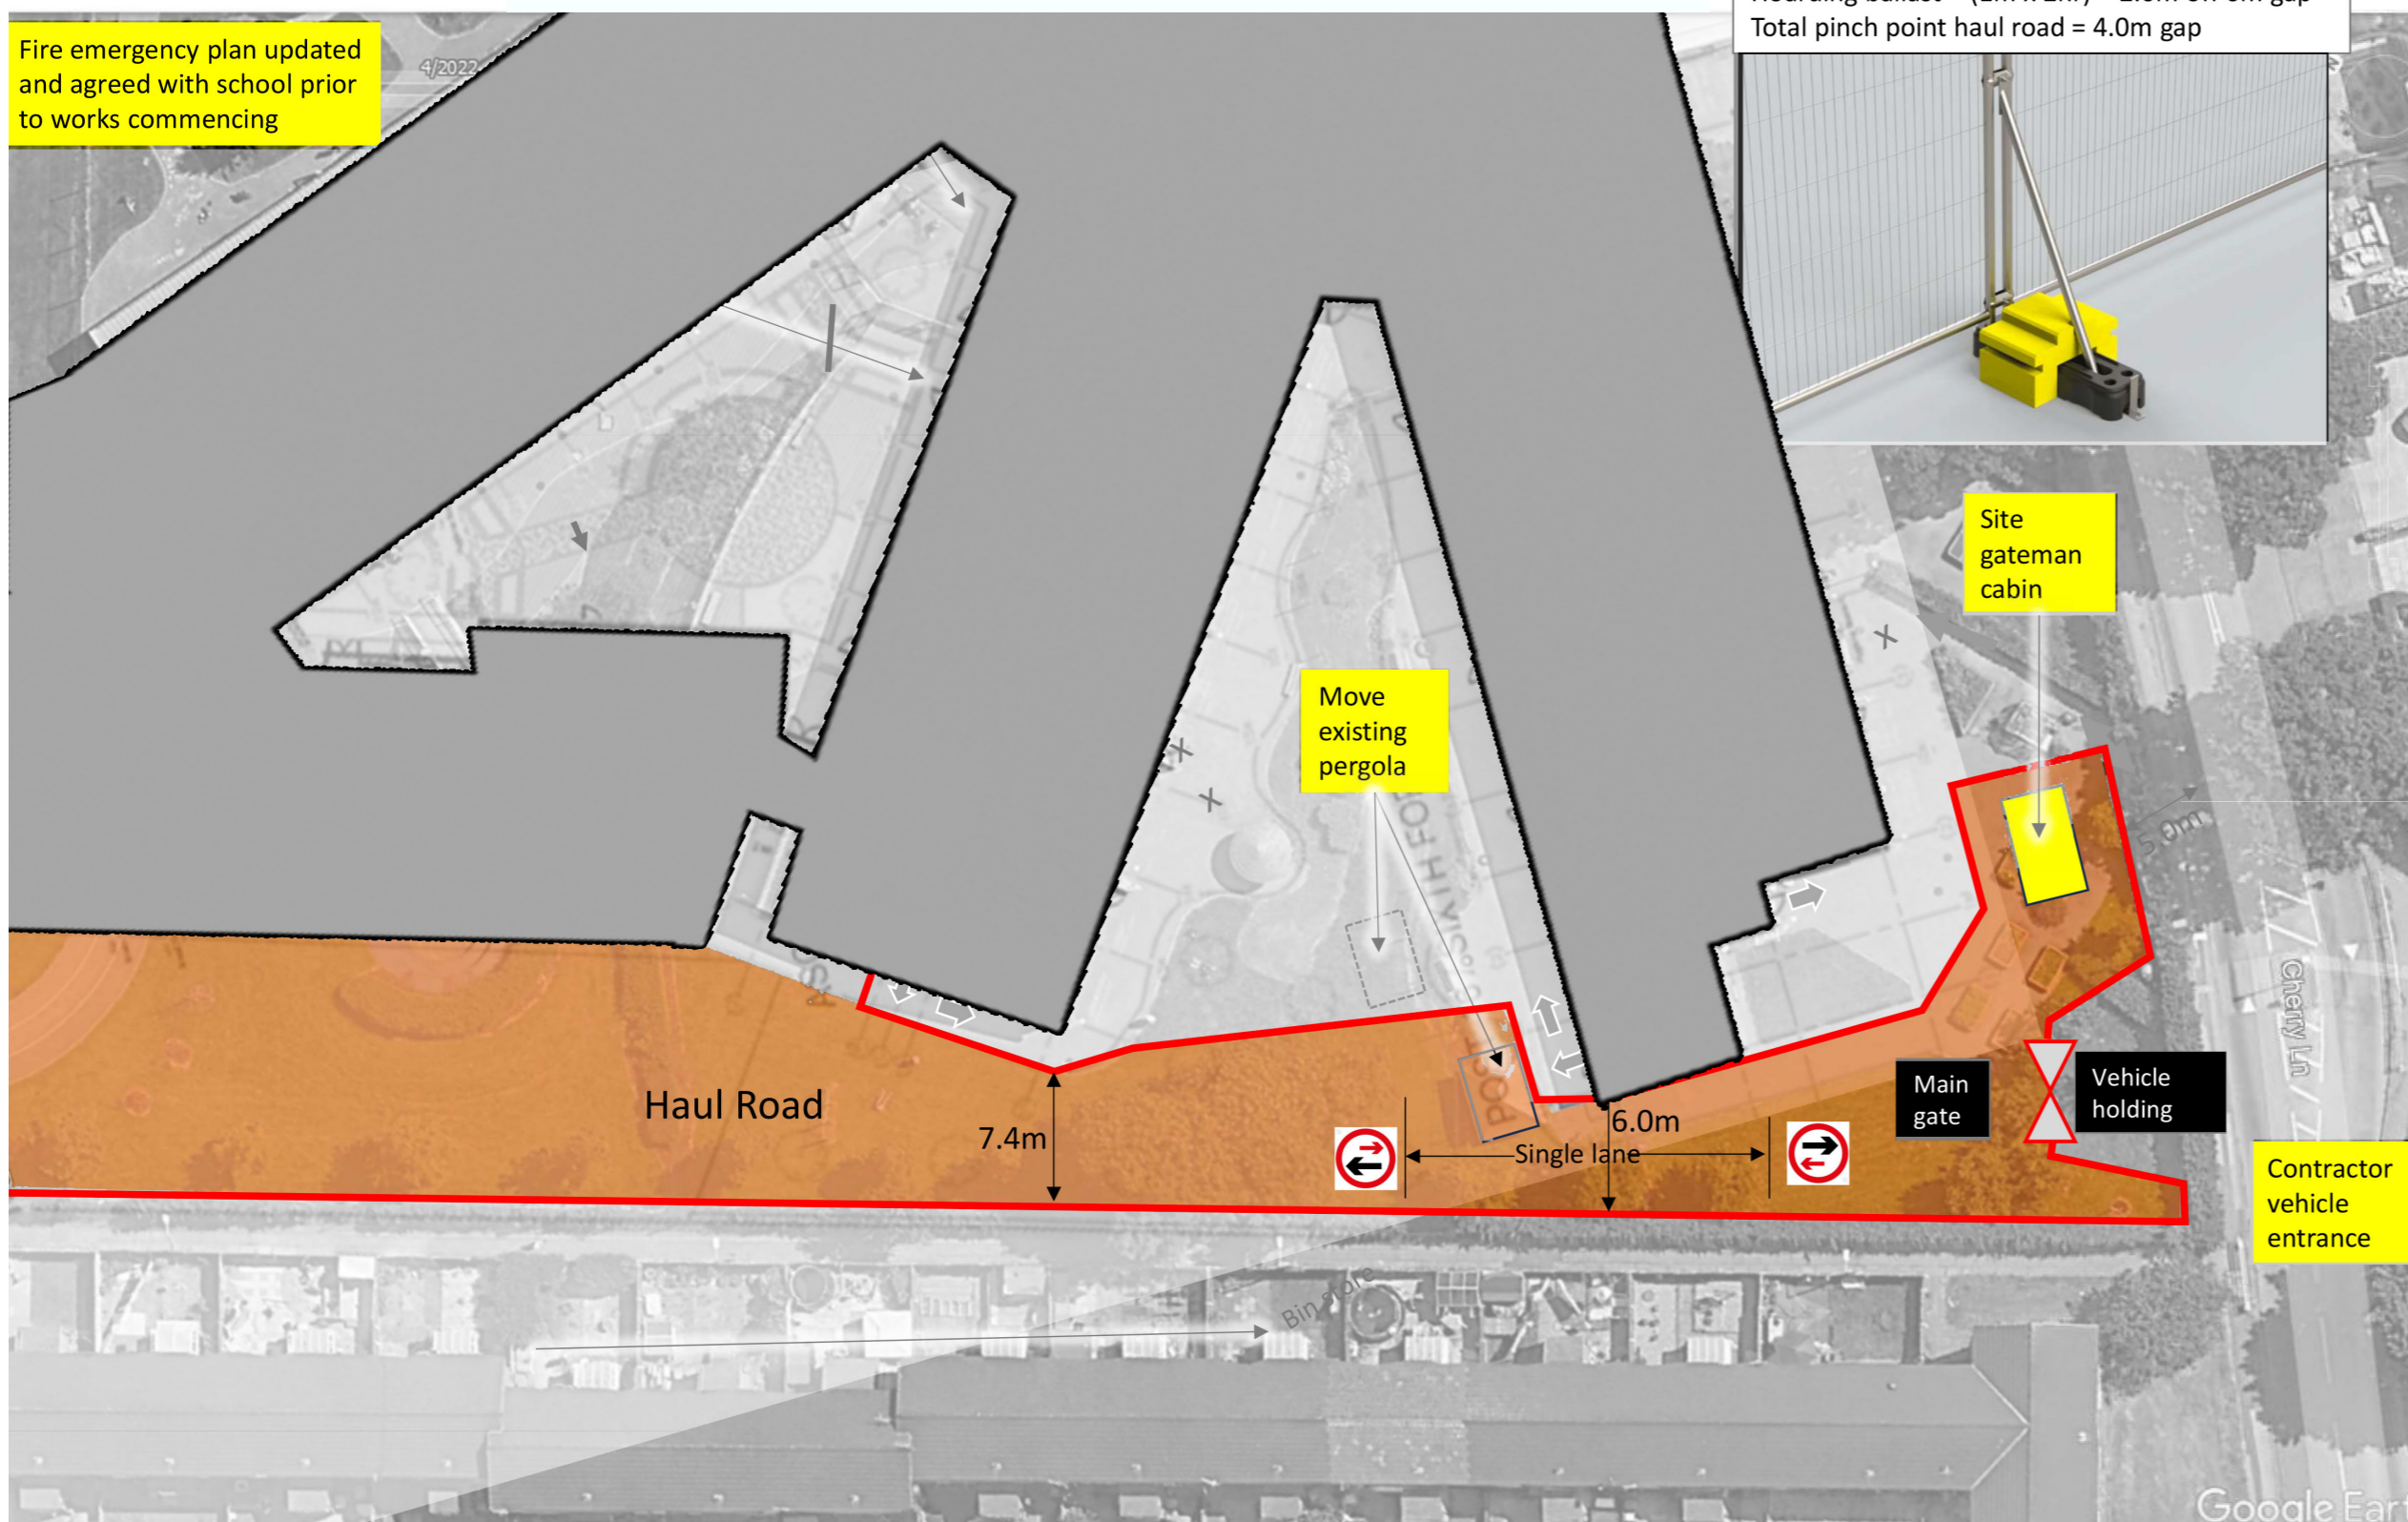 Total pinch point haul road = 4.0m gap
Fire emergency plan updated
and agreed with school prior
to works commencing
4/2022
Site
gateman
cabin
Move
existing
pergola
5.0m
Cherry Ln
Main
gate
Vehicle
holding
Haul Road
7.4m
6.0m
Single lane
POST
Contractor
vehicle
entrance
Bin store
Google Ear